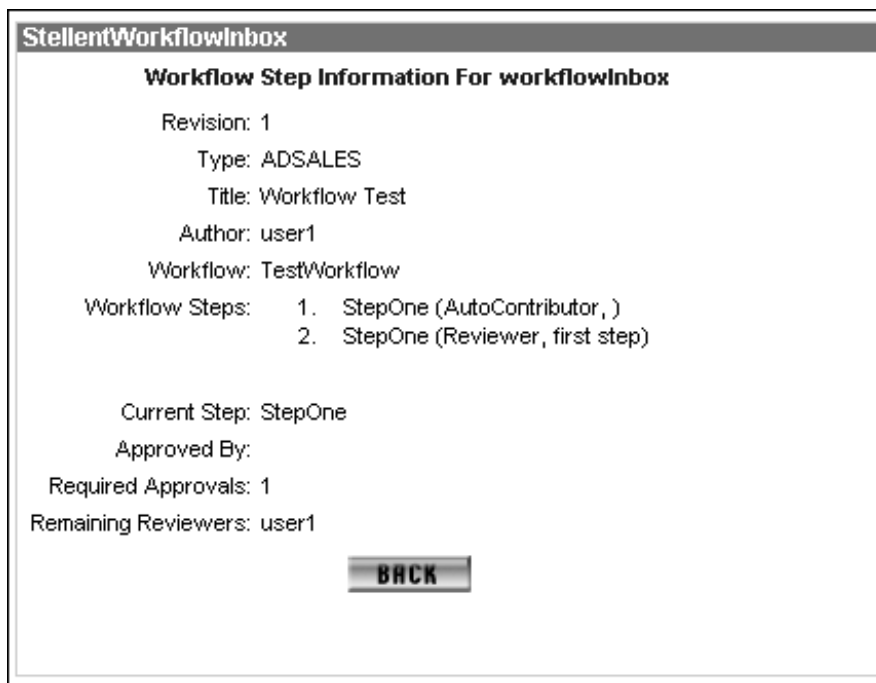 StellentWorkflowInbox
Workflow Step Information For workflowInbox
Revision: 1
Type: ADSALES
Title: Workflow Test
Author: user1
Workflow: TestWorkflow
Workflow Steps: 1. StepOne (AutoContributor, )
2. StepOne (Reviewer, first step)
Current Step: StepOne
Approved By:
Required Approvals: 1
Remaining Reviewers: user1
BACK